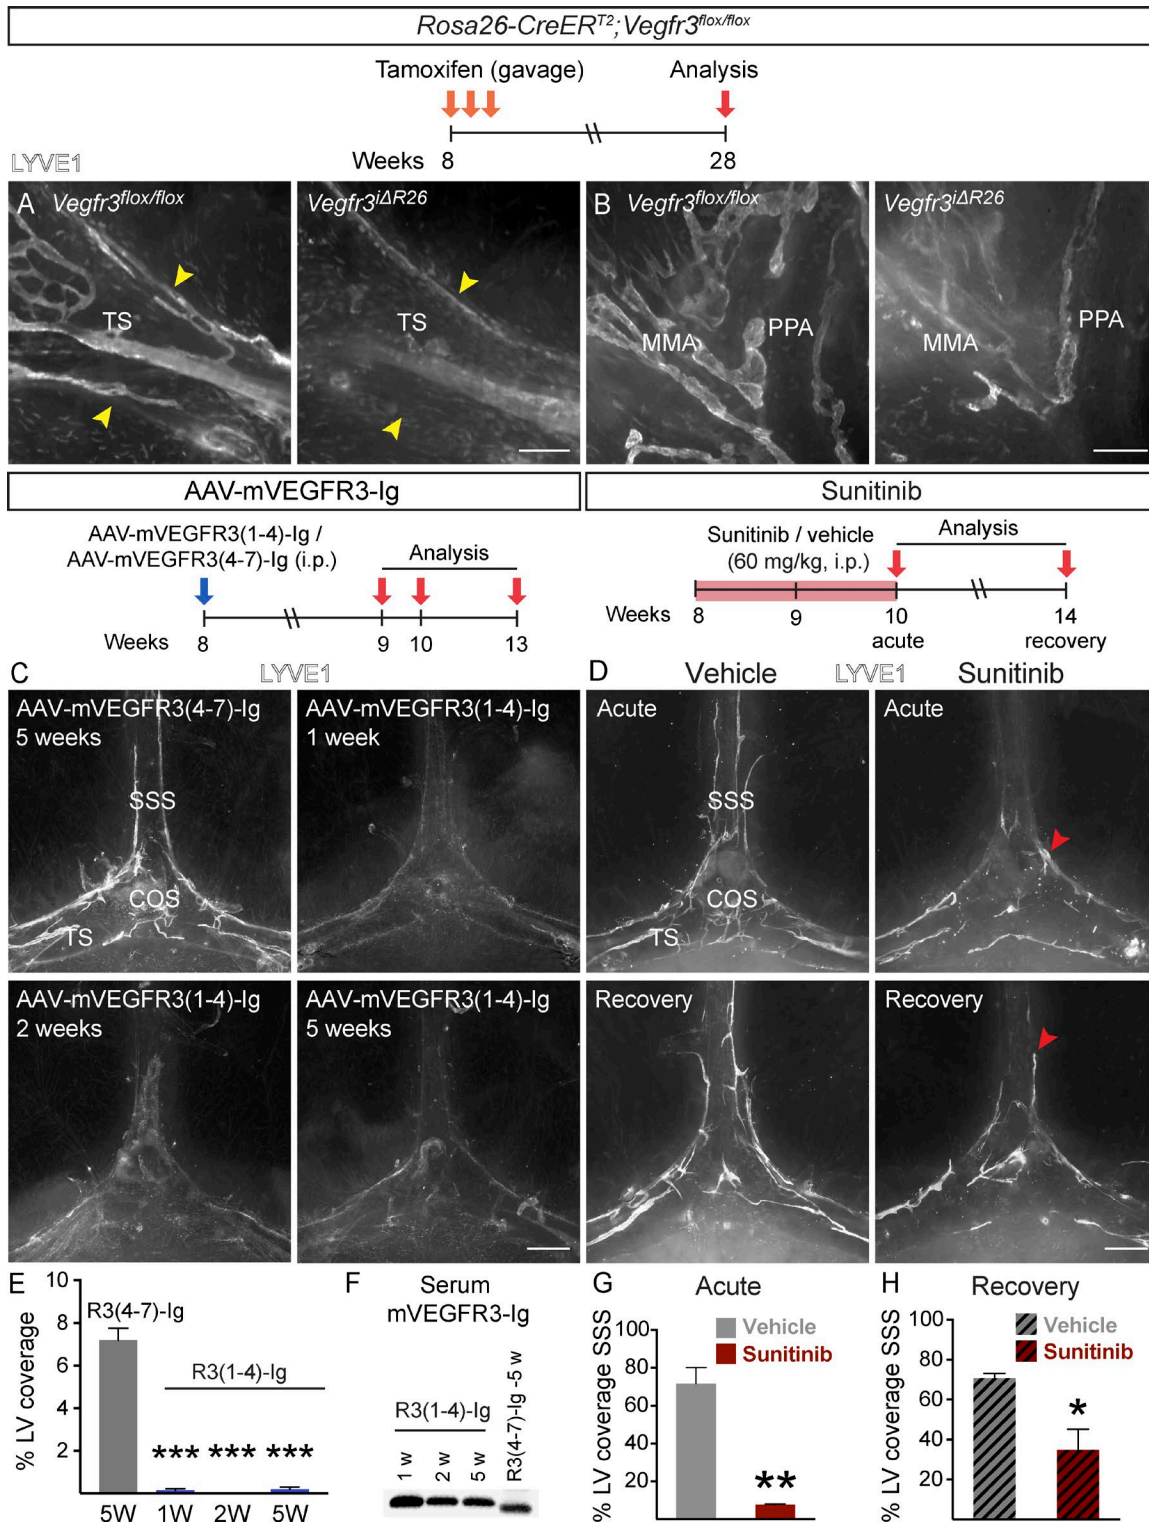 Rosa26-CreERT2;Vegfr3flox/flox
Tamoxifen (gavage)
Analysis
Weeks 8 28
LYVE1
A Vegfr3flox/flox
TS
Vegfr3iΔR26
TS
B Vegfr3flox/flox
MMA
PPA
Vegfr3iΔR26
MMA
PPA
AAV-mVEGFR3-Ig
AAV-mVEGFR3(1-4)-Ig /
AAV-mVEGFR3(4-7)-Ig (i.p.)
Analysis
Weeks 8 9 10 13
Sunitinib
Sunitinib / vehicle
(60 mg/kg, i.p.)
Analysis
Weeks 8 9 10 14
acute recovery
C LYVE1
AAV-mVEGFR3(4-7)-Ig
5 weeks
SSS
COS
TS
AAV-mVEGFR3(1-4)-Ig
1 week
AAV-mVEGFR3(1-4)-Ig
2 weeks
AAV-mVEGFR3(1-4)-Ig
5 weeks
D Vehicle LYVE1 Sunitinib
Acute
SSS
COS
TS
Acute
Recovery
Recovery
E
% LV coverage
10
8
6
4
2
R3(4-7)-Ig
R3(1-4)-Ig
*** *** ***
5W 1W 2W 5W
F Serum
mVEGFR3-Ig
R3(1-4)-Ig
1 w
2 w
5 w
R3(4-7)-Ig -5 w
G Acute
% LV coverage SSS
100
80
60
40
20
Vehicle
Sunitinib
**
H Recovery
% LV coverage SSS
100
80
60
40
20
Vehicle
Sunitinib
*